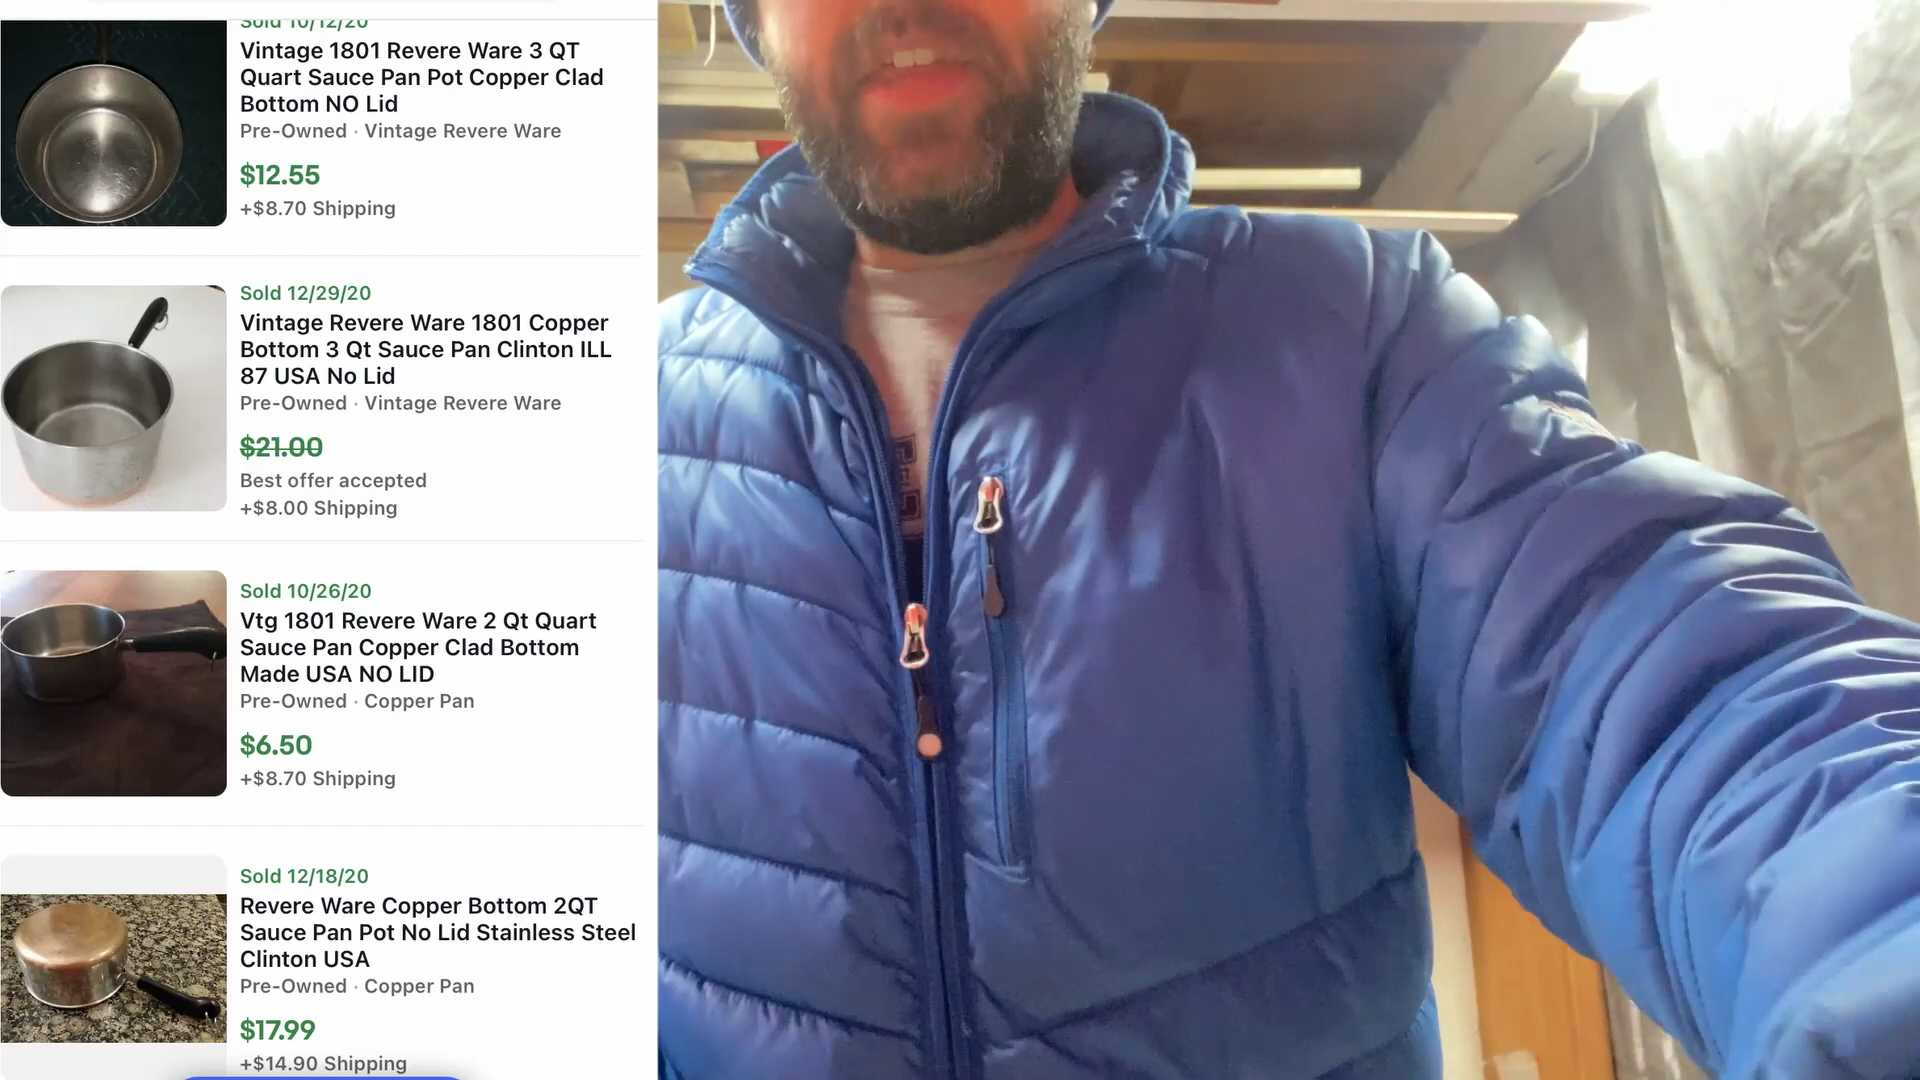 Sold 10/12/20
Vintage 1801 Revere Ware 3 QT
Quart Sauce Pan Pot Copper Clad
Bottom NO Lid
Pre-Owned · Vintage Revere Ware
$12.55
+$8.70 Shipping
Sold 12/29/20
Vintage Revere Ware 1801 Copper
Bottom 3 Qt Sauce Pan Clinton ILL
87 USA No Lid
Pre-Owned · Vintage Revere Ware
$21.00
Best offer accepted
+$8.00 Shipping
Sold 10/26/20
Vtg 1801 Revere Ware 2 Qt Quart
Sauce Pan Copper Clad Bottom
Made USA NO LID
Pre-Owned · Copper Pan
$6.50
+$8.70 Shipping
Sold 12/18/20
Revere Ware Copper Bottom 2QT
Sauce Pan Pot No Lid Stainless Steel
Clinton USA
Pre-Owned · Copper Pan
$17.99
+$14.90 Shipping